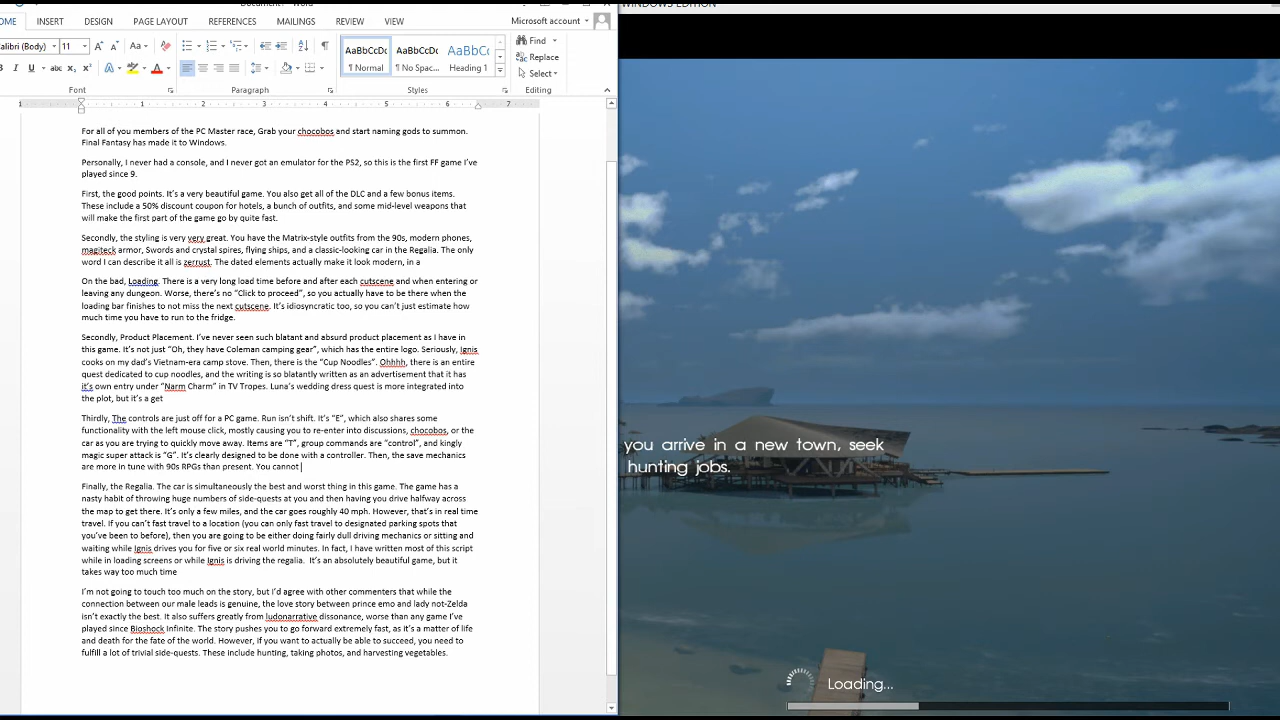 OME INSERT DESIGN PAGE LAYOUT REFERENCES MAILINGS REVIEW VIEW Microsoft account
WINDOWS EDITION
alibri (Body) 11 Aa
AaBbCcDc AaBbCcDc AaBbCc
¶ Normal ¶ No Spac... Heading 1
Find
Replace
Select
Font Paragraph Styles Editing
1 1 2 3 4 5 6 7
For all of you members of the PC Master race, Grab your chocobos and start naming gods to summon.
Final Fantasy has made it to Windows.
Personally, I never had a console, and I never got an emulator for the PS2, so this is the first FF game I've
played since 9.
First, the good points. It's a very beautiful game. You also get all of the DLC and a few bonus items.
These include a 50% discount coupon for hotels, a bunch of outfits, and some mid-level weapons that
will make the first part of the game go by quite fast.
Secondly, the styling is very very great. You have the Matrix-style outfits from the 90s, modern phones,
magiteck armor, Swords and crystal spires, flying ships, and a classic-looking car in the Regalia. The only
word I can describe it all is zerrust. The dated elements actually make it look modern, in a
On the bad, Loading. There is a very long load time before and after each cutscene and when entering or
leaving any dungeon. Worse, there's no "Click to proceed", so you actually have to be there when the
loading bar finishes to not miss the next cutscene. It's idiosyncratic too, so you can't just estimate how
much time you have to run to the fridge.
Secondly, Product Placement. I've never seen such blatant and absurd product placement as I have in
this game. It's not just "Oh, they have Coleman camping gear", which has the entire logo. Seriously, Ignis
cooks on my dad's Vietnam-era camp stove. Then, there is the "Cup Noodles". Ohhhh, there is an entire
quest dedicated to cup noodles, and the writing is so blatantly written as an advertisement that it has
it's own entry under "Narm Charm" in TV Tropes. Luna's wedding dress quest is more integrated into
the plot, but it's a get
Thirdly, The controls are just off for a PC game. Run isn't shift. It's "E", which also shares some
functionality with the left mouse click, mostly causing you to re-enter into discussions, chocobos, or the
car as you are trying to quickly move away. Items are "T", group commands are "control", and kingly
magic super attack is "G". It's clearly designed to be done with a controller. Then, the save mechanics
are more in tune with 90s RPGs than present. You cannot
Finally, the Regalia. The car is simultaneously the best and worst thing in this game. The game has a
nasty habit of throwing huge numbers of side-quests at you and then having you drive halfway across
the map to get there. It's only a few miles, and the car goes roughly 40 mph. However, that's in real time
travel. If you can't fast travel to a location (you can only fast travel to designated parking spots that
you've been to before), then you are going to be either doing fairly dull driving mechanics or sitting and
waiting while Ignis drives you for five or six real world minutes. In fact, I have written most of this script
while in loading screens or while Ignis is driving the regalia. It's an absolutely beautiful game, but it
takes way too much time
I'm not going to touch too much on the story, but I'd agree with other commenters that while the
connection between our male leads is genuine, the love story between prince emo and lady not-Zelda
isn't exactly the best. It also suffers greatly from ludonarrative dissonance, worse than any game I've
played since Bioshock Infinite. The story pushes you to go forward extremely fast, as it's a matter of life
and death for the fate of the world. However, if you want to actually be able to succeed, you need to
fulfill a lot of trivial side-quests. These include hunting, taking photos, and harvesting vegetables.
you arrive in a new town, seek
hunting jobs.
Loading...